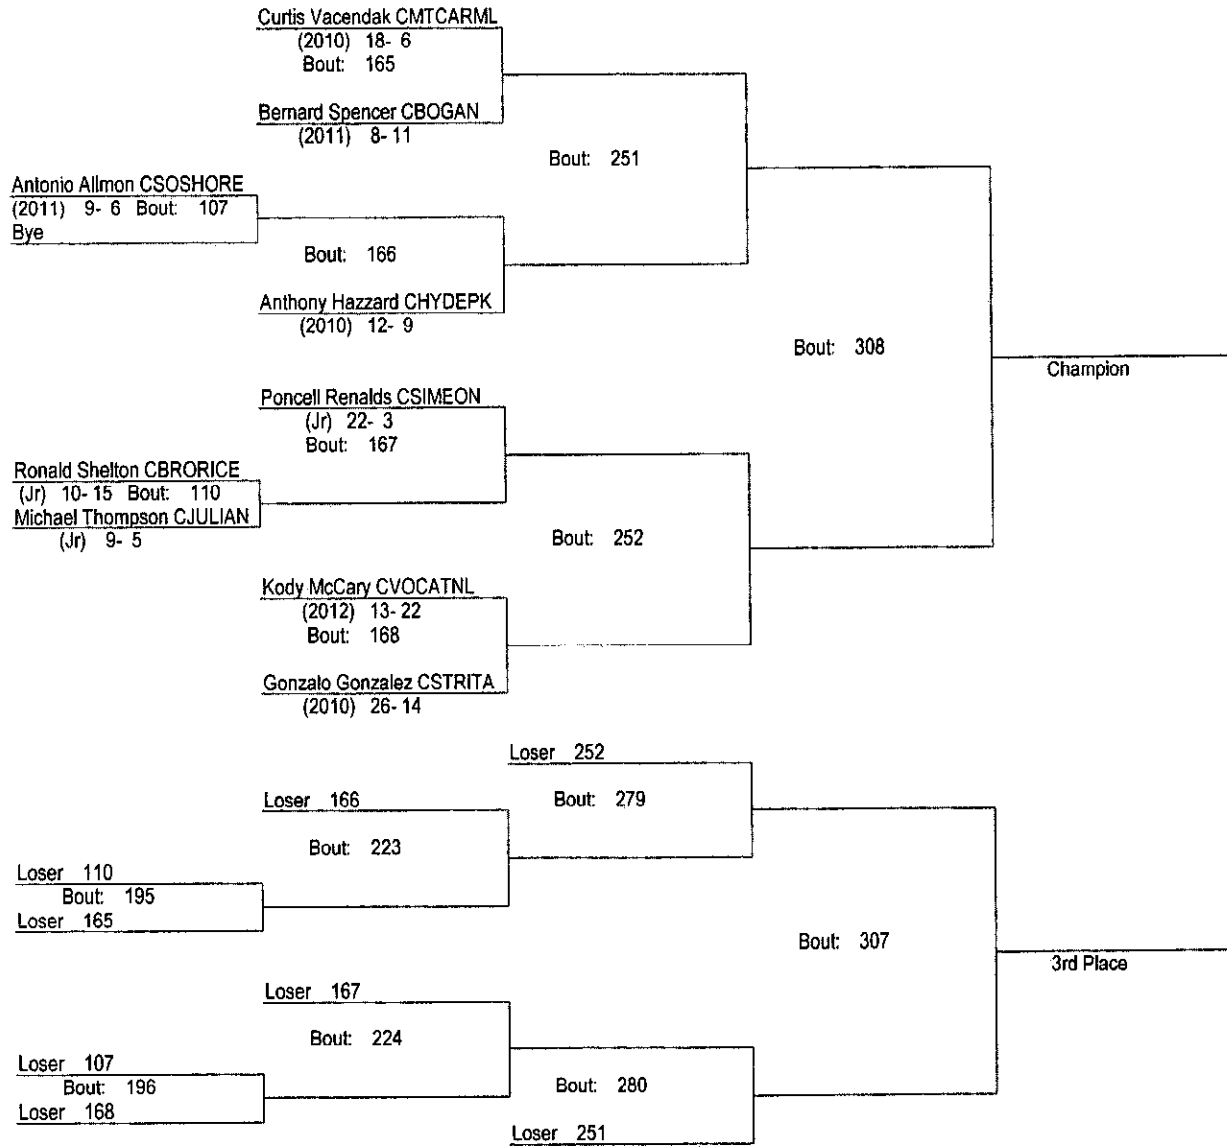 Curtis Vacendak CMTCARML
(2010) 18- 6
Bout: 165
Bernard Spencer CBOGAN
(2011) 8- 11
Bout: 251
Antonio Allmon CSOSHORE
(2011) 9- 6 Bout: 107
Bye
Bout: 166
Anthony Hazzard CHYDEPK
(2010) 12- 9
Bout: 308
Champion
Poncell Renalds CSIMEON
(Jr) 22- 3
Bout: 167
Ronald Shelton CBRORICE
(Jr) 10- 15 Bout: 110
Michael Thompson CJULIAN
(Jr) 9- 5
Bout: 252
Kody McCary CVOCATNL
(2012) 13- 22
Bout: 168
Gonzalo Gonzalez CSTRITA
(2010) 26- 14
Loser 252
Loser 166
Bout: 279
Bout: 223
Loser 110
Bout: 195
Loser 165
Bout: 307
3rd Place
Loser 167
Bout: 224
Loser 107
Bout: 196
Bout: 280
Loser 168
Loser 251